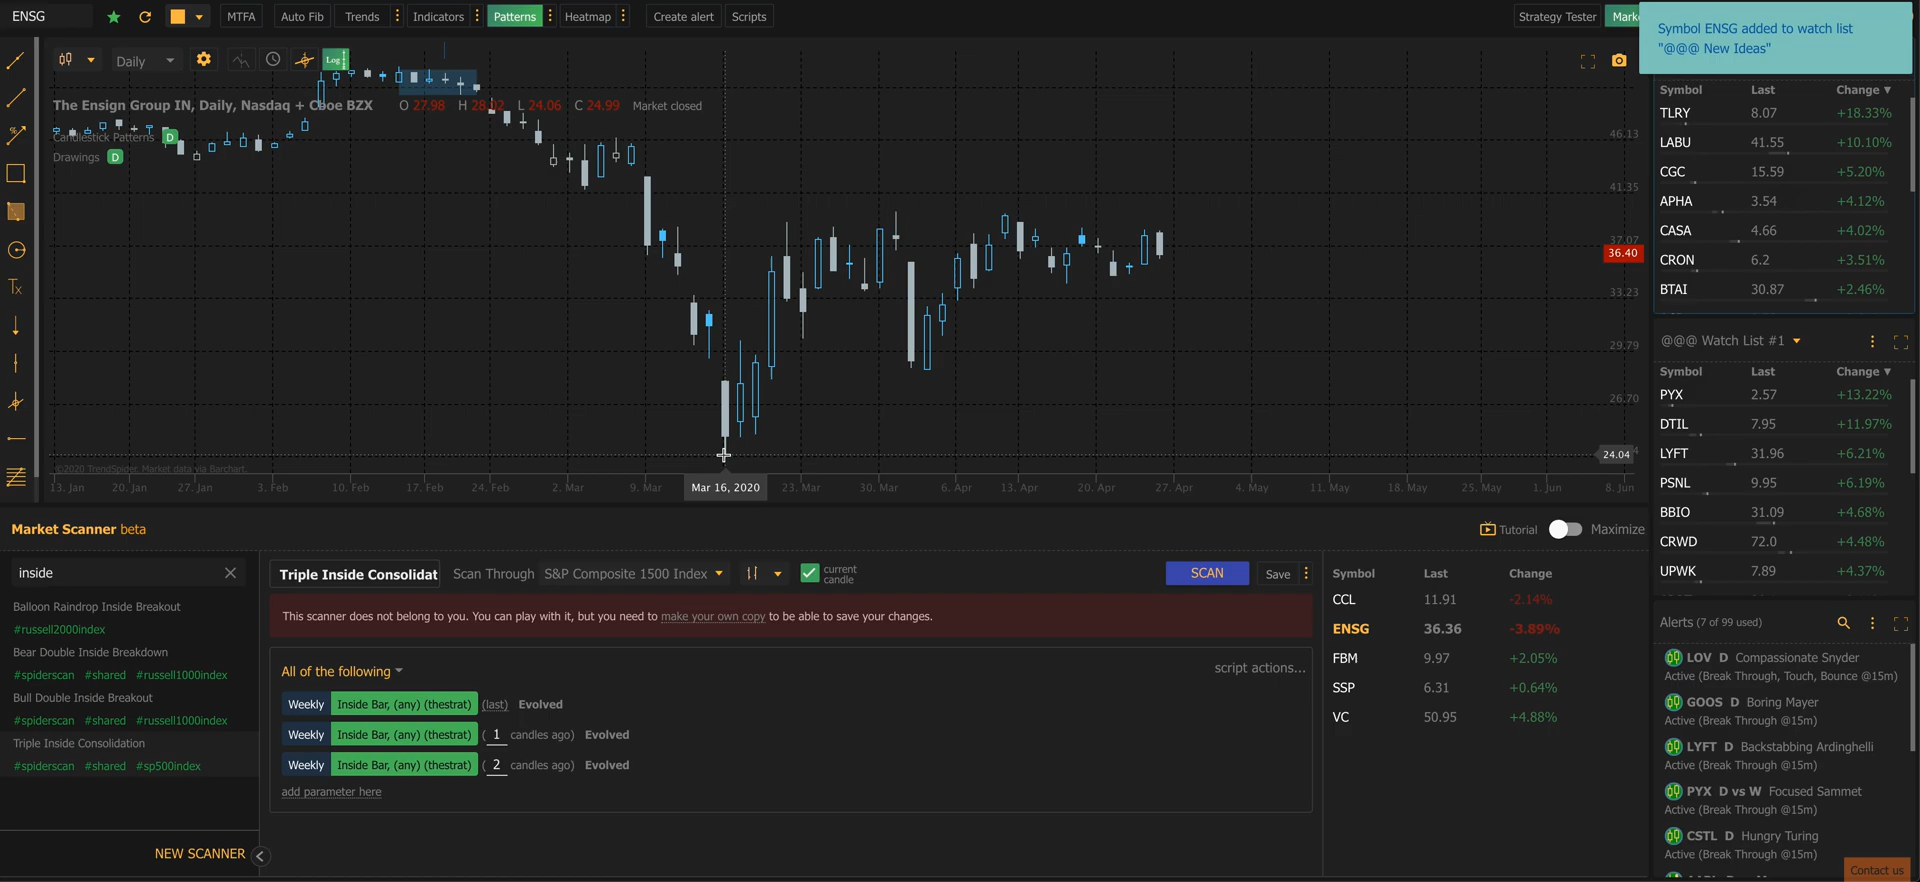 ENSG
MTFA
Auto Fib
Trends
Indicators
Patterns
Heatmap
Create alert
Scripts
Strategy Tester
Symbol ENSG added to watch list
"@@@ New Ideas"
Daily
Log
The Ensign Group IN, Daily, Nasdaq + Cboe BZX O 27.98 H 28.02 L 24.06 C 24.99 Market closed
Candlestick Patterns D
Drawings D
46.13
41.35
37.07
36.40
33.23
29.79
26.70
24.04
©2020 TrendSpider. Market data via Barchart.
13. Jan 20. Jan 27. Jan 3. Feb 10. Feb 17. Feb 24. Feb 2. Mar 9. Mar Mar 16, 2020 23. Mar 30. Mar 6. Apr 13. Apr 20. Apr 27. Apr 4. May 11. May 18. May 25. May 1. Jun 8. Jun
Symbol Last Change
TLRY 8.07 +18.33%
LABU 41.55 +10.10%
CGC 15.59 +5.20%
APHA 3.54 +4.12%
CASA 4.66 +4.02%
CRON 6.2 +3.51%
BTAI 30.87 +2.46%
@@@ Watch List #1
Symbol Last Change
PYX 2.57 +13.22%
DTIL 7.95 +11.97%
LYFT 31.96 +6.21%
PSNL 9.95 +6.19%
BBIO 31.09 +4.68%
CRWD 72.0 +4.48%
UPWK 7.89 +4.37%
Alerts (7 of 99 used)
LOV D Compassionate Snyder
Active (Break Through, Touch, Bounce @15m)
GOOS D Boring Mayer
Active (Break Through @15m)
LYFT D Backstabbing Ardinghelli
Active (Break Through @15m)
PYX D vs W Focused Sammet
Active (Break Through @15m)
CSTL D Hungry Turing
Active (Break Through @15m)
Contact us
Market Scanner beta
Tutorial
Maximize
inside
Balloon Raindrop Inside Breakout
#russell2000index
Bear Double Inside Breakdown
#spiderscan #shared #russell1000index
Bull Double Inside Breakout
#spiderscan #shared #russell1000index
Triple Inside Consolidation
#spiderscan #shared #sp500index
NEW SCANNER
Triple Inside Consolidat
Scan Through S&P Composite 1500 Index
current
candle
SCAN
Save
This scanner does not belong to you. You can play with it, but you need to make your own copy to be able to save your changes.
All of the following
script actions...
Weekly Inside Bar, (any) (thestrat) (last) Evolved
Weekly Inside Bar, (any) (thestrat) ( 1 candles ago) Evolved
Weekly Inside Bar, (any) (thestrat) ( 2 candles ago) Evolved
add parameter here
Symbol Last Change
CCL 11.91 -2.14%
ENSG 36.36 -3.89%
FBM 9.97 +2.05%
SSP 6.31 +0.64%
VC 50.95 +4.88%